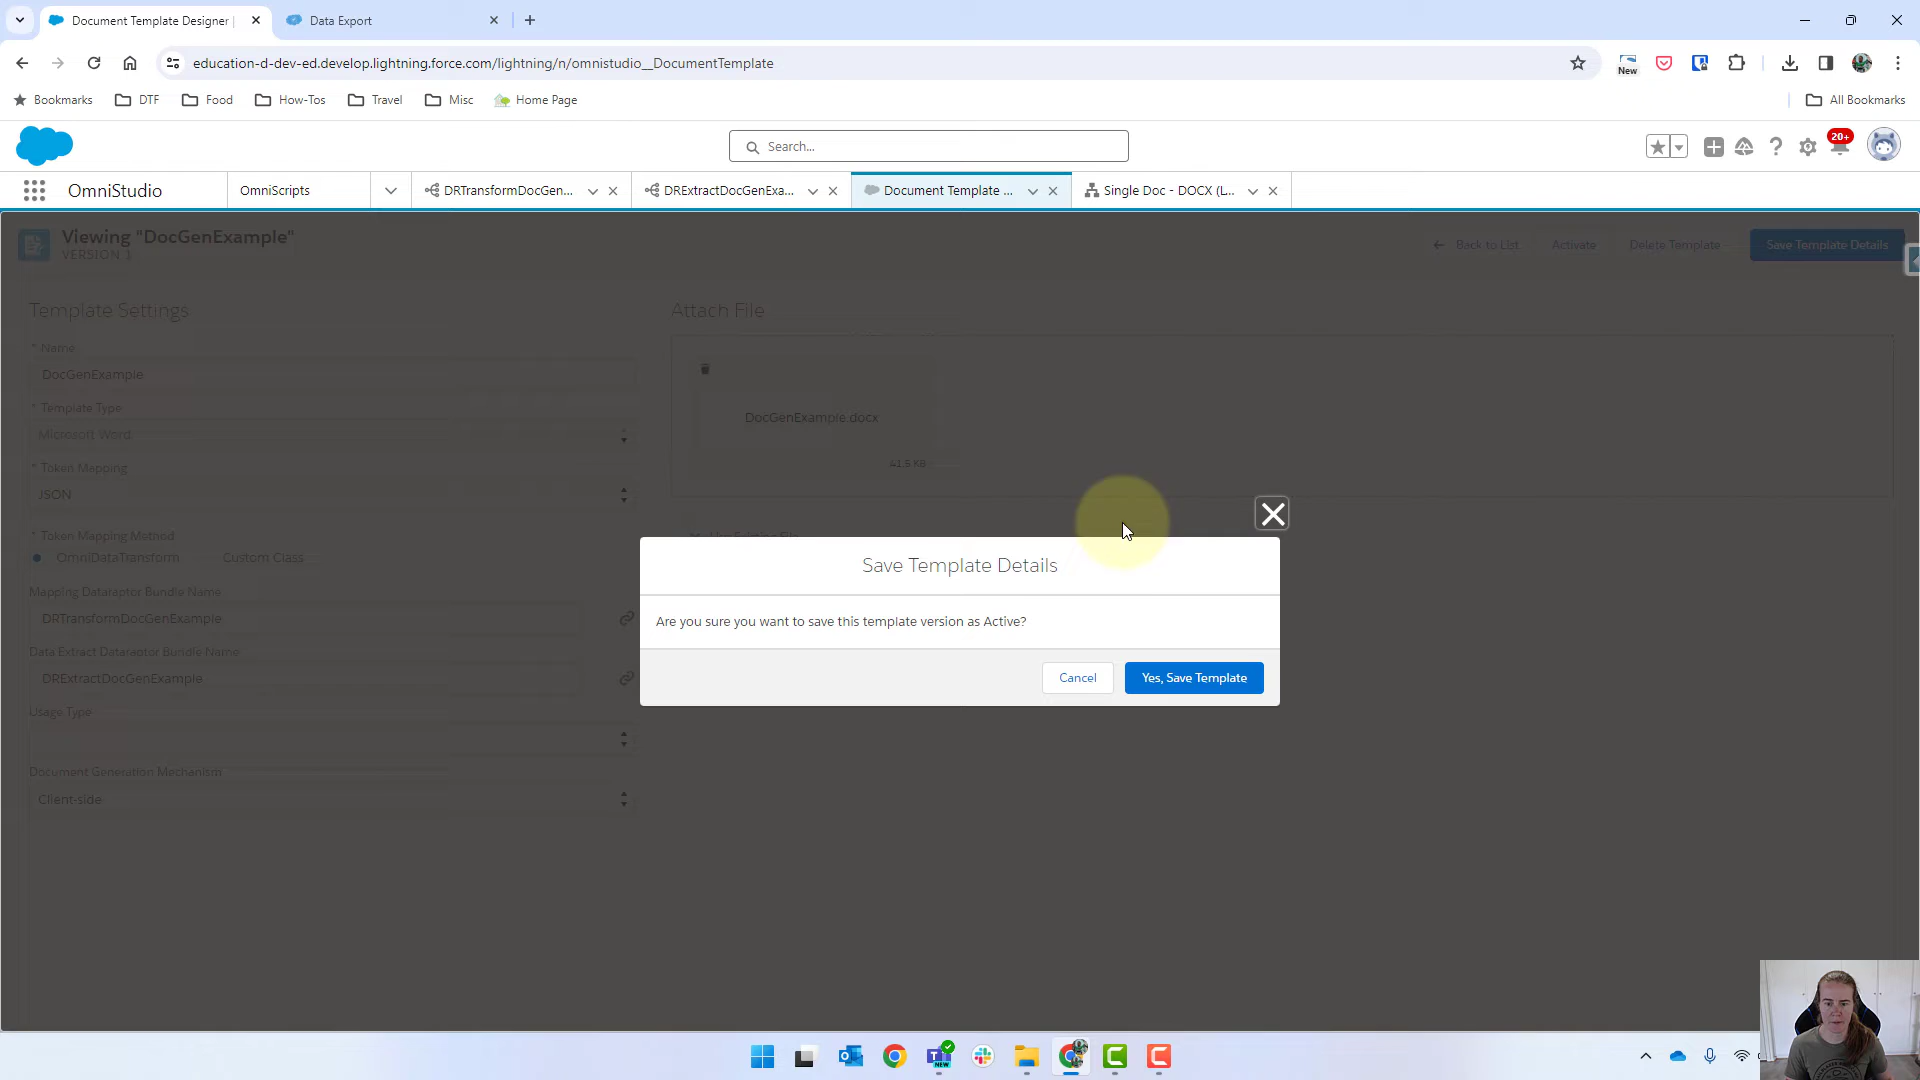 Document Template Designer |
Data Export
education-d-dev-ed.develop.lightning.force.com/lightning/n/omnistudio__DocumentTemplate
New
Bookmarks
DTF
Food
How-Tos
Travel
Misc
Home Page
All Bookmarks
Search...
20+
OmniStudio
OmniScripts
DRTransformDocGen...
DRExtractDocGenExa...
Document Template ...
Single Doc - DOCX (L...
Viewing "DocGenExample"
VERSION 1
Back to List
Activate
Delete Template
Save Template Details
Template Settings
Attach File
* Name
DocGenExample
* Template Type
Microsoft Word
* Token Mapping
JSON
* Token Mapping Method
OmniDataTransform
Custom Class
Mapping Dataraptor Bundle Name
DRTransformDocGenExample
Data Extract Dataraptor Bundle Name
DRExtractDocGenExample
Usage Type
Document Generation Mechanism
Client-side
DocGenExample.docx
41.5 KB
Save Template Details
Are you sure you want to save this template version as Active?
Cancel
Yes, Save Template
NEW